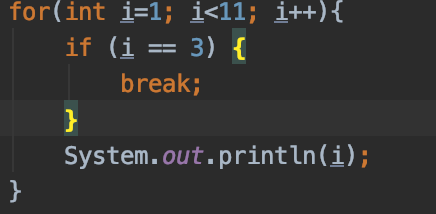 for(int i=1; i<11; i++){
    if (i == 3) {
        break;
    }
    System.out.println(i);
}